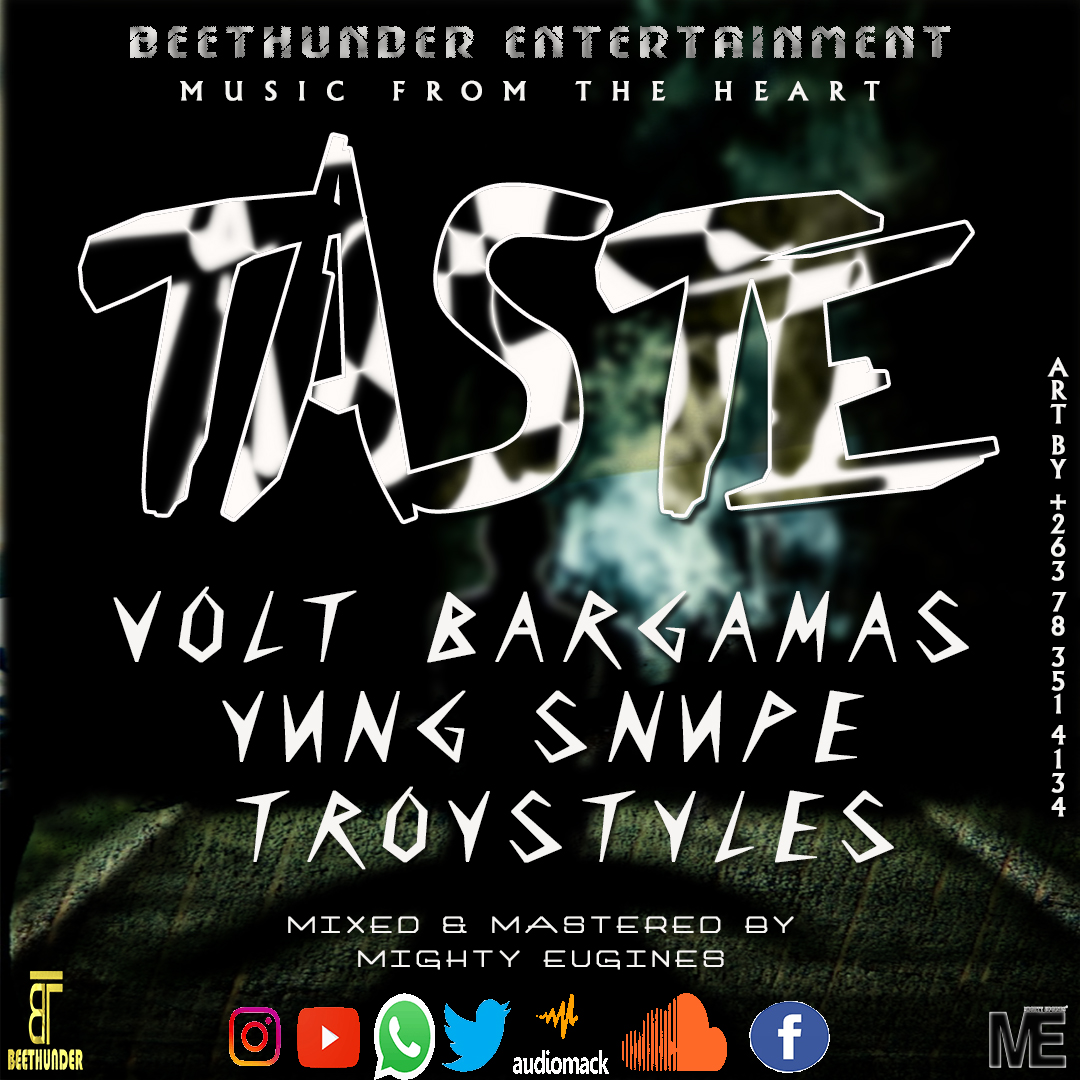 BEETHUNDER ENTERTAINMENT
MUSIC FROM THE HEART
TASTE
VOLT BARGAMAS
YUNG SNUPE
TROYSTYLES
MIXED & MASTERED BY
MIGHTY EUGINES
ART BY +263 78 351 4134
BT
BEETHUNDER
audiomack
ME